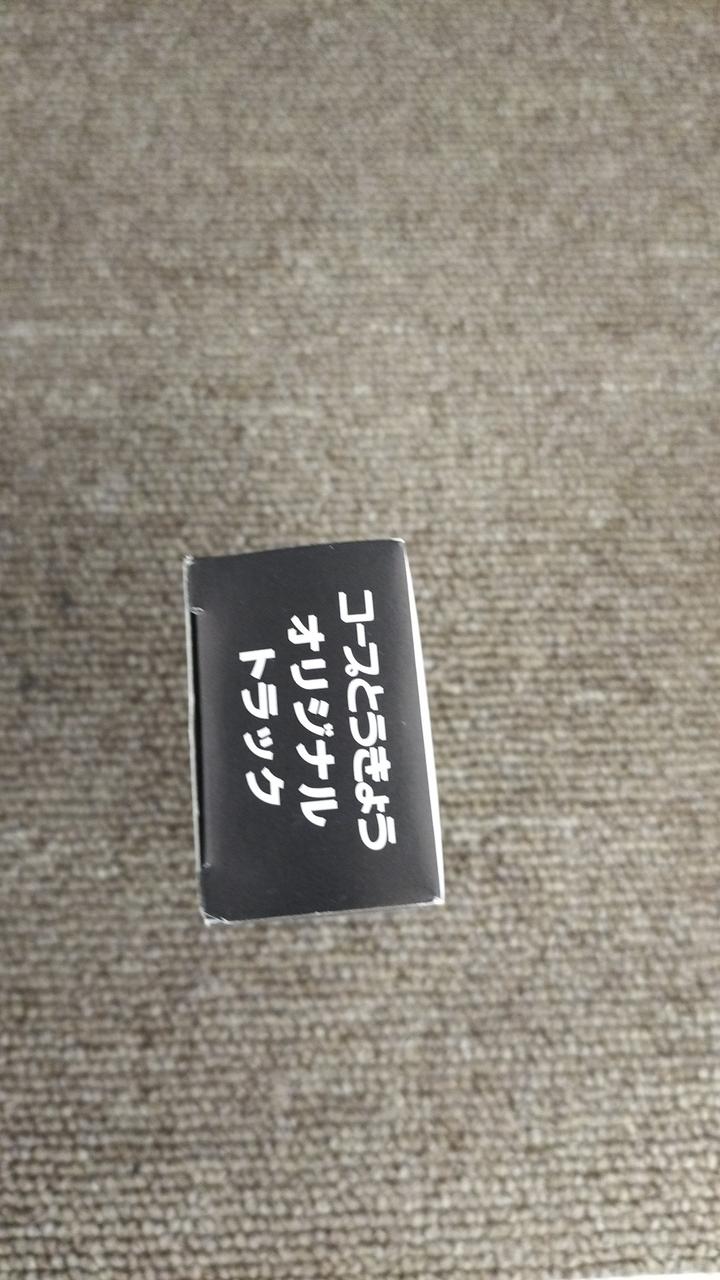 コープとうきょう
オリジナル
トラック